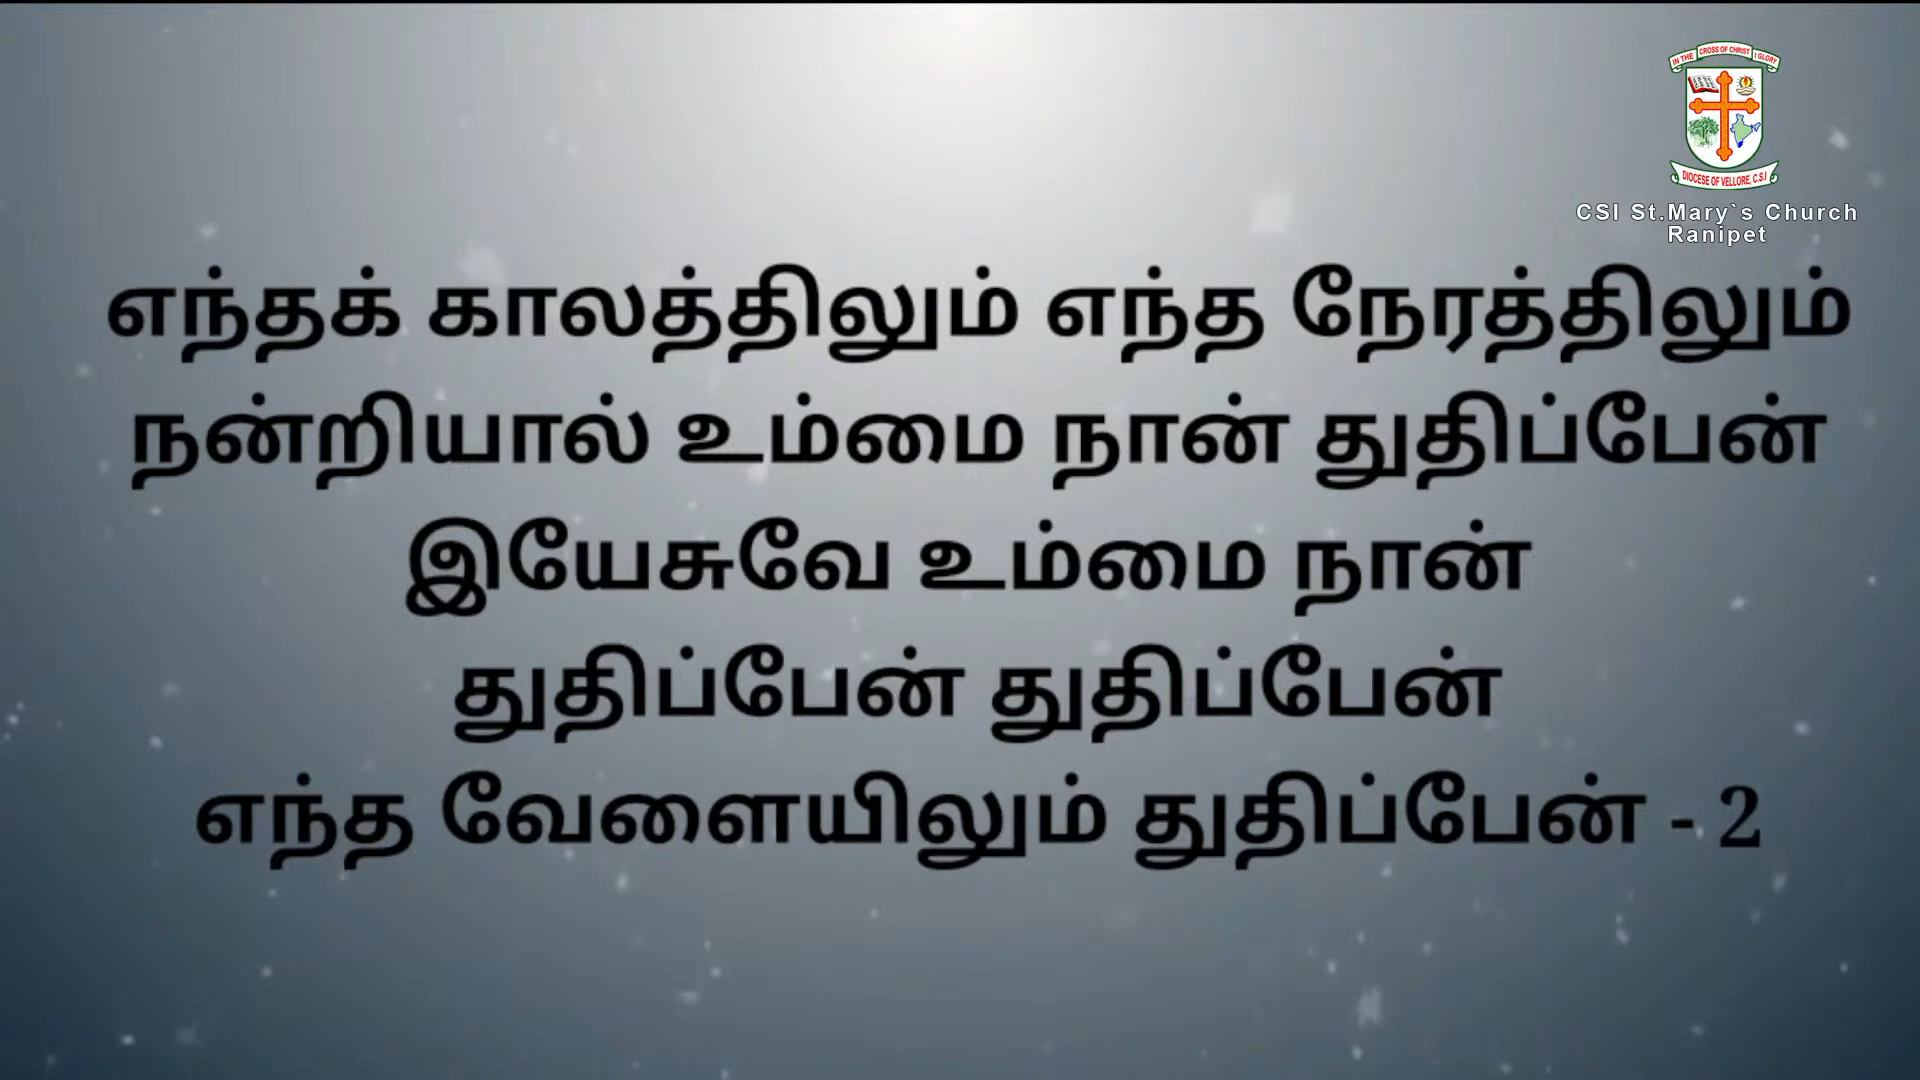 IN THE CROSS OF CHRIST I GLORY
DIOCESE OF VELLORE, C.S.I
CSI St.Mary`s Church
Ranipet
எந்தக் காலத்திலும் எந்த நேரத்திலும்
நன்றியால் உம்மை நான் துதிப்பேன்
இயேசுவே உம்மை நான்
துதிப்பேன் துதிப்பேன்
எந்த வேளையிலும் துதிப்பேன் - 2